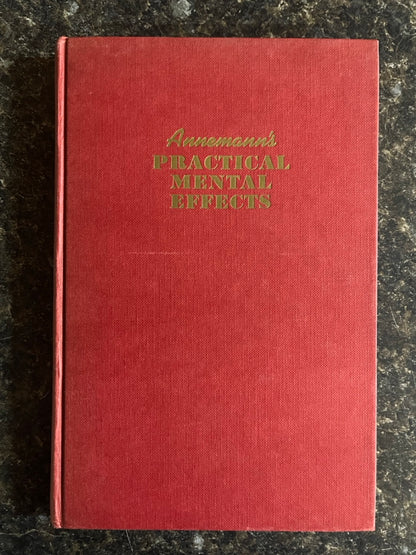 Annemann's
PRACTICAL
MENTAL
EFFECTS